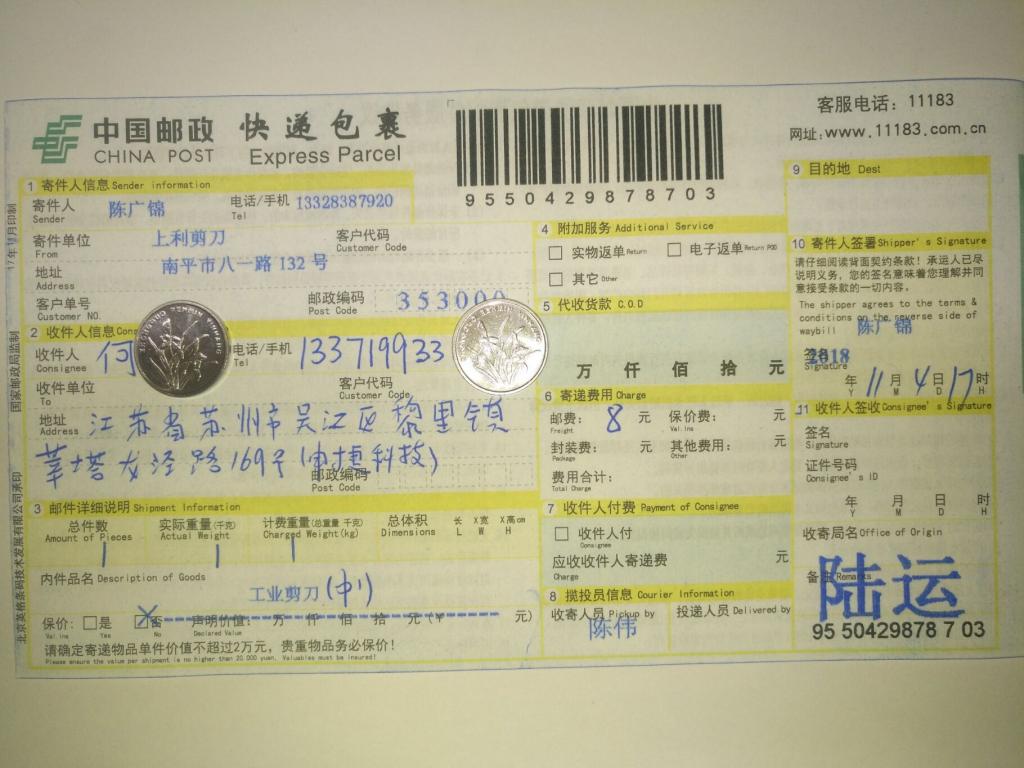 中国邮政 快递包裹
CHINA POST Express Parcel
9550429878703
客服电话：11183
网址：www.11183.com.cn
1 寄件人信息 Sender information
寄件人 陈广锦 电话/手机 13328387920
Sender Tel
寄件单位 上利剪刀 客户代码
From Customer Code
地址 南平市八一路132号
Address
客户单号 邮政编码 353000
Customer NO. Post Code
2 收件人信息
收件人 何 电话/手机 133719933
Consignee Tel
收件单位 客户代码
To Customer Code
地址 江苏省苏州市吴江区黎里镇
Address
莘塔龙泾路169号(申捷科技)
邮政编码
Post Code
3 邮件详细说明 Shipment Information
总件数 实际重量(千克) 计费重量(总重量 千克) 总体积 长 X宽 X高cm
Amount of Pieces Actual Weight Charged Weight(kg) Dimensions L W H
1 1 1
内件品名 Description of Goods
工业剪刀(中1)
保价：□是 □否 声明价值：万 仟 佰 拾 元(￥ 元)
Val.ins Yes No Declared Value
请确定寄递物品单件价值不超过2万元，贵重物品务必保价！
Please ensure the value per shipment is no higher than 20,000 yuan. Valuables must be insured!
4 附加服务 Additional Service
□ 实物返单 Return □ 电子返单 Return POD
□ 其它 Other
5 代收货款 C.O.D
万 仟 佰 拾 元
6 寄递费用 Charge
邮费： 8 元 保价费： 元
Freight Val.ins
封装费： 元 其他费用： 元
Package Other
费用合计： 元
Total Charge
7 收件人付费 Payment of Consignee
□ 收件人付
Consignee
应收收件人寄递费 元
Charge
8 揽投员信息 Courier Information
收寄人员 Pickup by 投递人员 Delivered by
陈伟
9 目的地 Dest
10 寄件人签署 Shipper's Signature
请仔细阅读背面契约条款！承运人已尽
说明义务，您的签名意味着您理解并同
意接受条款的一切内容。
The shipper agrees to the terms &
conditions on the reverse side of
waybill 陈广锦
签名 2018
Signature
年 11 月 4 日 17 时
Y M D H
11 收件人签收 Consignee's Signature
签名
Signature
证件号码
Consignee's ID
年 月 日 时
Y M D H
收寄局名 Office of Origin
备注 Remarks
陆运
95 50429878 7 03
国家邮政局监制
北京英格条码技术发展有限公司承印